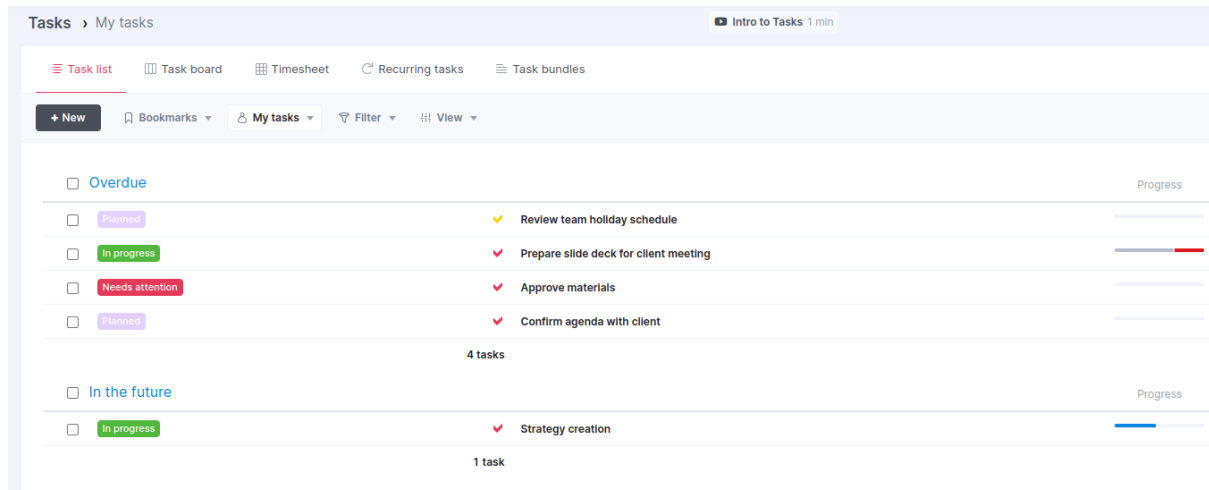 Tasks › My tasks
Intro to Tasks 1 min
Task list Task board Timesheet Recurring tasks Task bundles
+ New Bookmarks My tasks Filter View
Overdue Progress
Planned Review team holiday schedule
In progress Prepare slide deck for client meeting
Needs attention Approve materials
Planned Confirm agenda with client
4 tasks
In the future Progress
In progress Strategy creation
1 task